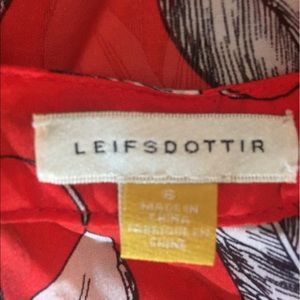 LEIFSDOTTIR
6
MADE IN
CHINA
FABRIQUE EN
CHINE